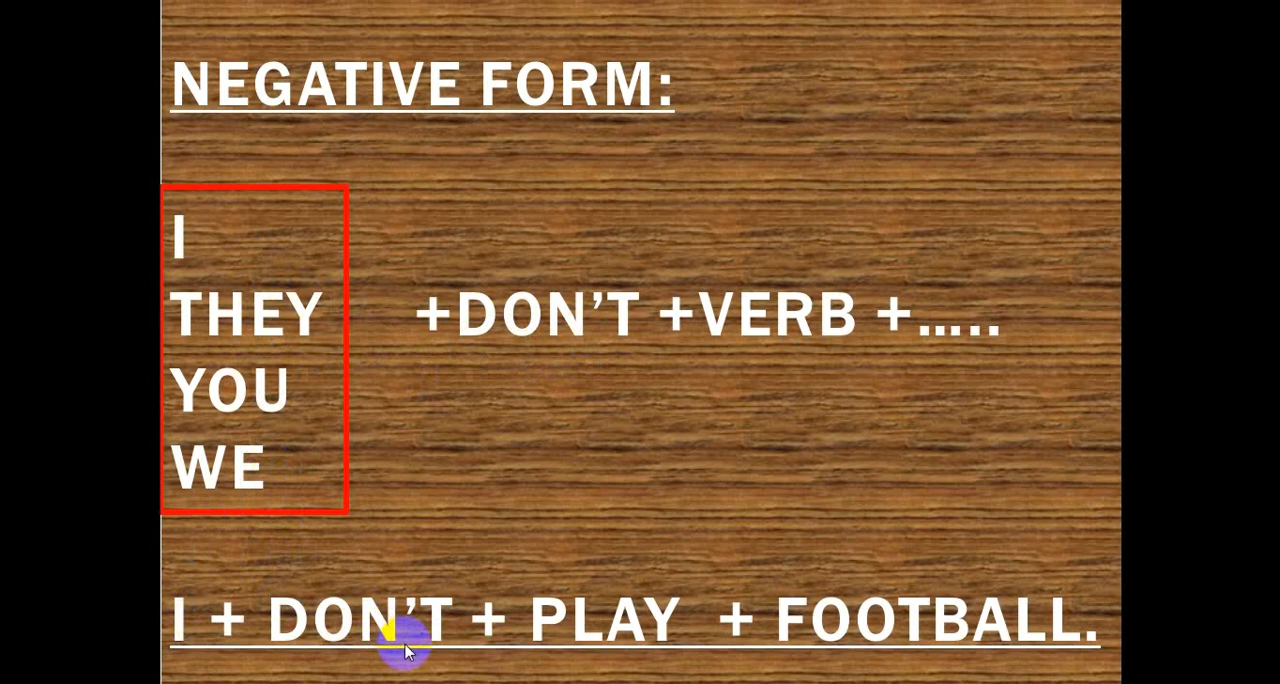 NEGATIVE FORM:
I
THEY +DON’T +VERB +…..
YOU
WE
I + DON’T + PLAY + FOOTBALL.